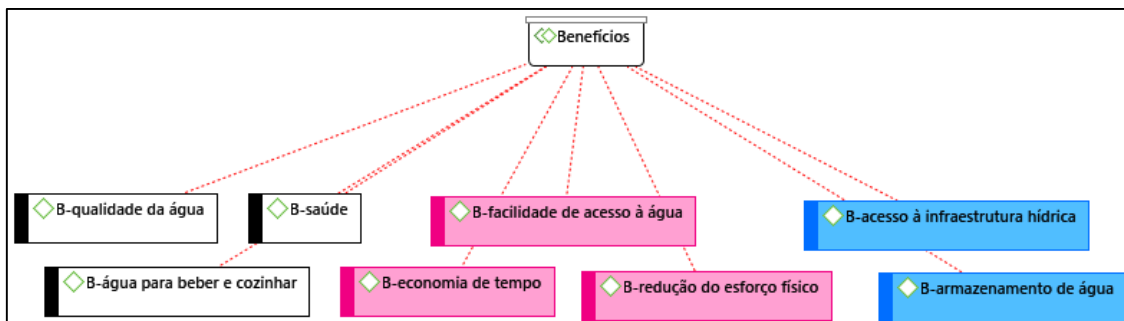 Benefícios
B-qualidade da água
B-saúde
B-facilidade de acesso à água
B-acesso à infraestrutura hídrica
B-água para beber e cozinhar
B-economia de tempo
B-redução do esforço físico
B-armazenamento de água